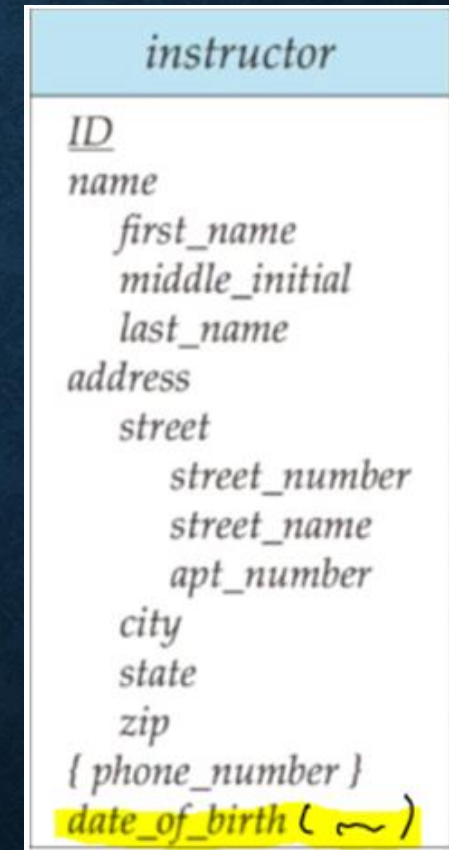 instructor
ID
name
first_name
middle_initial
last_name
address
street
street_number
street_name
apt_number
city
state
zip
{ phone_number }
date_of_birth ( ~ )